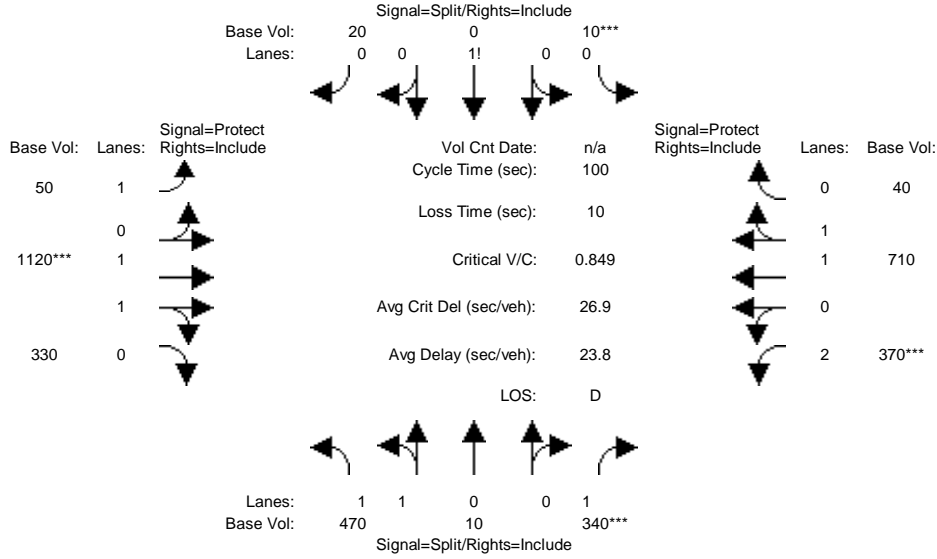 Signal=Split/Rights=Include
Base Vol: 20 0 10***
Lanes: 0 0 1! 0 0
Signal=Protect Signal=Protect
Base Vol: Lanes: Rights=Include Vol Cnt Date: n/a Rights=Include Lanes: Base Vol:
Cycle Time (sec): 100
50 1 0 40
Loss Time (sec): 10
0 1
1120*** 1 Critical V/C: 0.849 1 710
1 Avg Crit Del (sec/veh): 26.9 0
330 0 Avg Delay (sec/veh): 23.8 2 370***
LOS: D
Lanes: 1 1 0 0 1
Base Vol: 470 10 340***
Signal=Split/Rights=Include